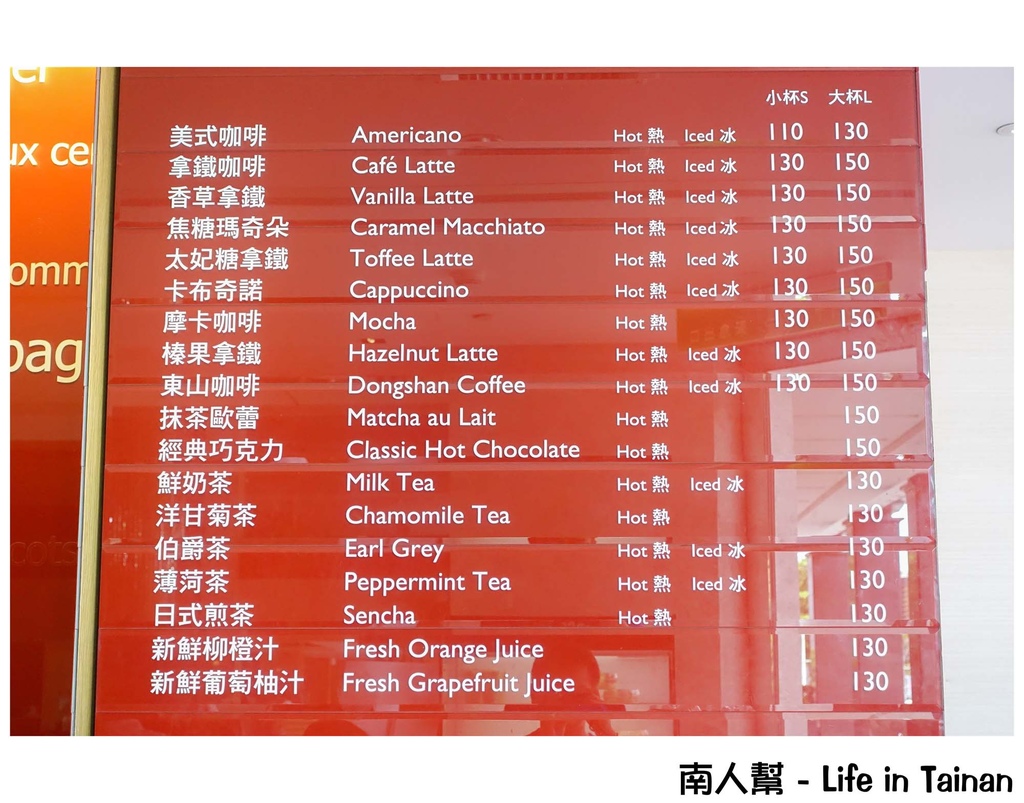 er
ux cer
omm
pag
cots
小杯S 大杯L
美式咖啡 Americano Hot 熱 Iced 冰 110 130
拿鐵咖啡 Café Latte Hot 熱 Iced 冰 130 150
香草拿鐵 Vanilla Latte Hot 熱 Iced 冰 130 150
焦糖瑪奇朵 Caramel Macchiato Hot 熱 Iced 冰 130 150
太妃糖拿鐵 Toffee Latte Hot 熱 Iced 冰 130 150
卡布奇諾 Cappuccino Hot 熱 Iced 冰 130 150
摩卡咖啡 Mocha Hot 熱 130 150
榛果拿鐵 Hazelnut Latte Hot 熱 Iced 冰 130 150
東山咖啡 Dongshan Coffee Hot 熱 Iced 冰 130 150
抹茶歐蕾 Matcha au Lait Hot 熱 150
經典巧克力 Classic Hot Chocolate Hot 熱 150
鮮奶茶 Milk Tea Hot 熱 Iced 冰 130
洋甘菊茶 Chamomile Tea Hot 熱 130
伯爵茶 Earl Grey Hot 熱 Iced 冰 130
薄菏茶 Peppermint Tea Hot 熱 Iced 冰 130
日式煎茶 Sencha Hot 熱 130
新鮮柳橙汁 Fresh Orange Juice 130
新鮮葡萄柚汁 Fresh Grapefruit Juice 130
南人幫 - Life in Tainan